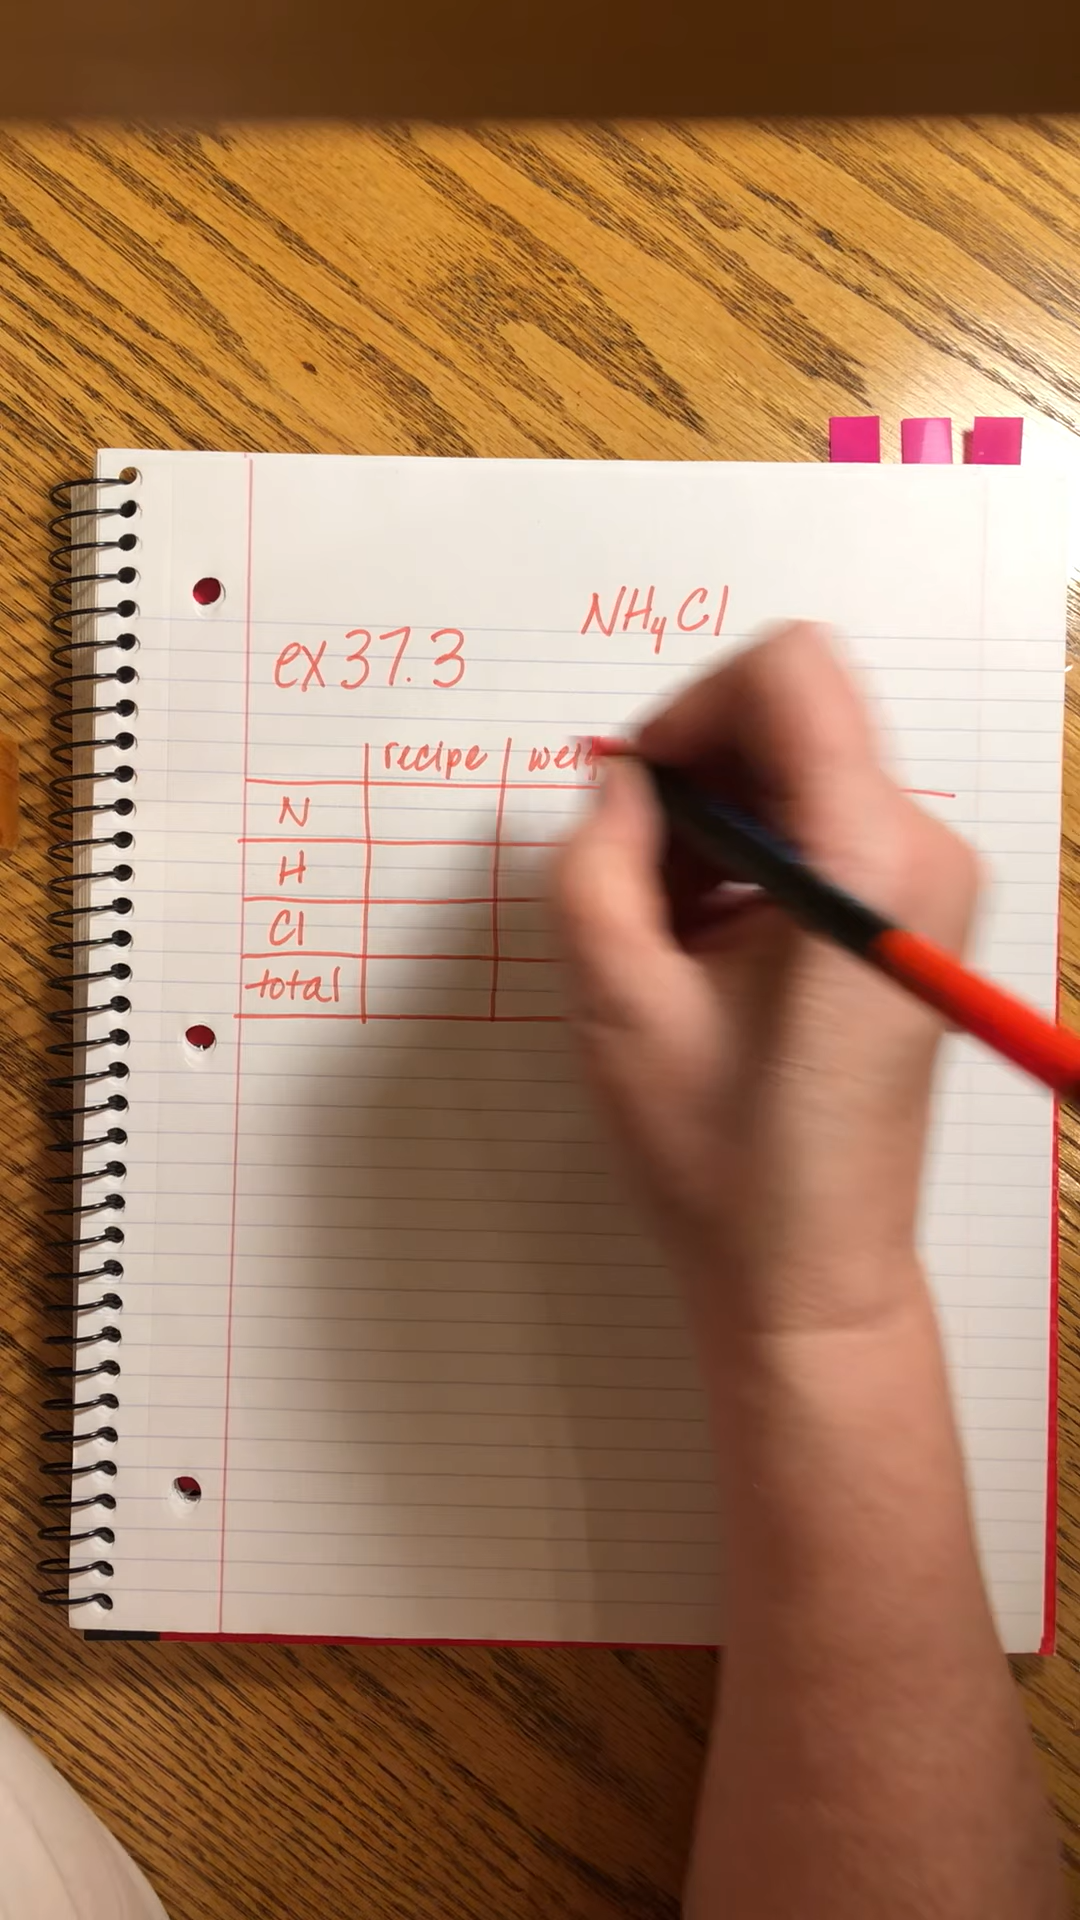 NH₄Cl
ex 37.3
recipe
N
H
Cl
total